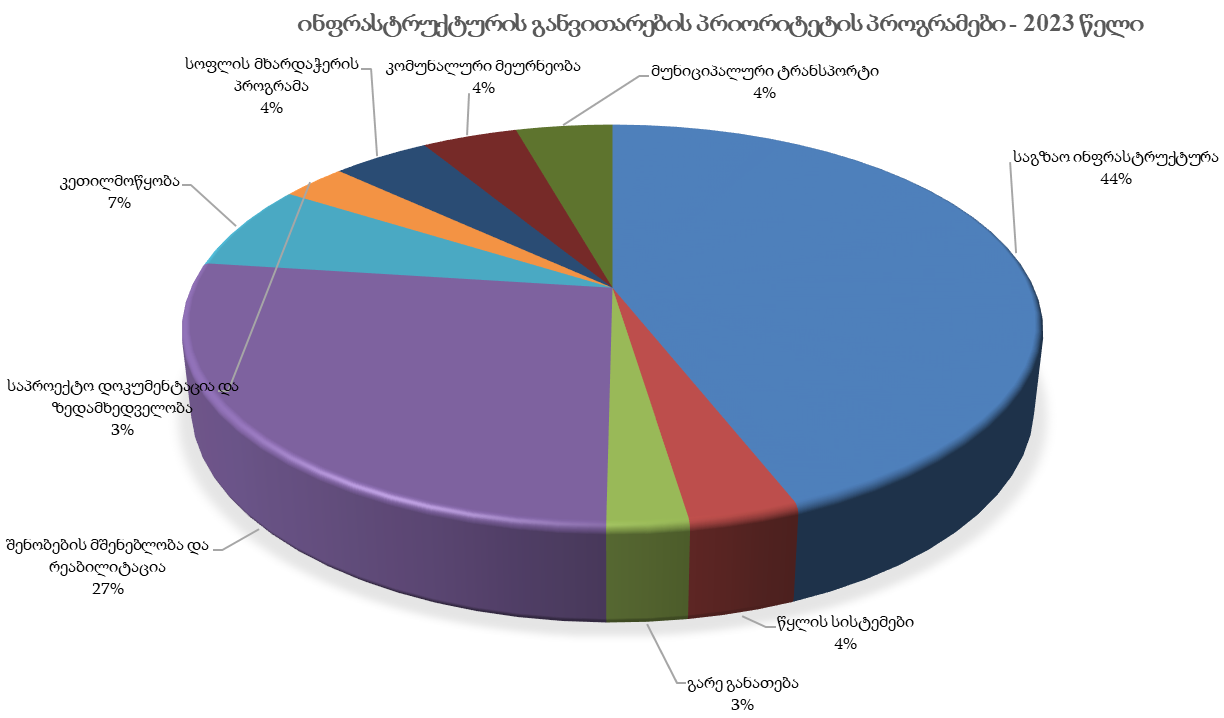 ინფრასტრუქტურის განვითარების პრიორიტეტის პროგრამები - 2023 წელი
სოფლის მხარდაჭერის
პროგრამა
4%
კომუნალური მეურნეობა
4%
მუნიციპალური ტრანსპორტი
4%
საგზაო ინფრასტრუქტურა
44%
კეთილმოწყობა
7%
საპროექტო დოკუმენტაცია და
ზედამხედველობა
3%
შენობების მშენებლობა და
რეაბილიტაცია
27%
წყლის სისტემები
4%
გარე განათება
3%